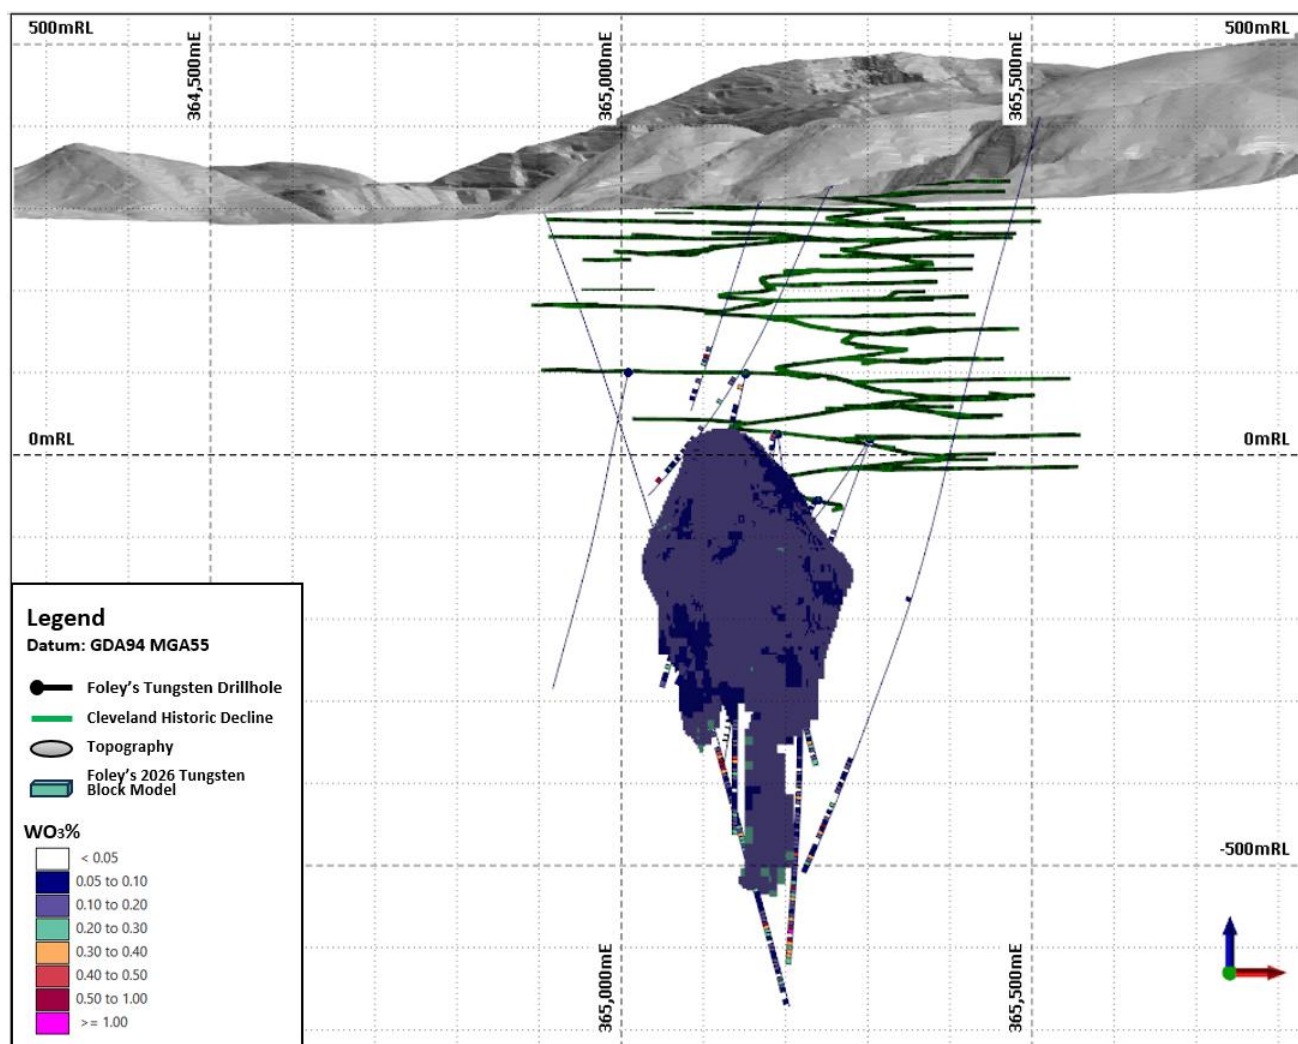 500mRL
500mRL
364,500mE
365,000mE
365,500mE
0mRL
0mRL
-500mRL
Legend
Datum: GDA94 MGA55
Foley's Tungsten Drillhole
Cleveland Historic Decline
Topography
Foley's 2026 Tungsten
Block Model
WO₃%
< 0.05
0.05 to 0.10
0.10 to 0.20
0.20 to 0.30
0.30 to 0.40
0.40 to 0.50
0.50 to 1.00
>= 1.00
365,000mE
365,500mE